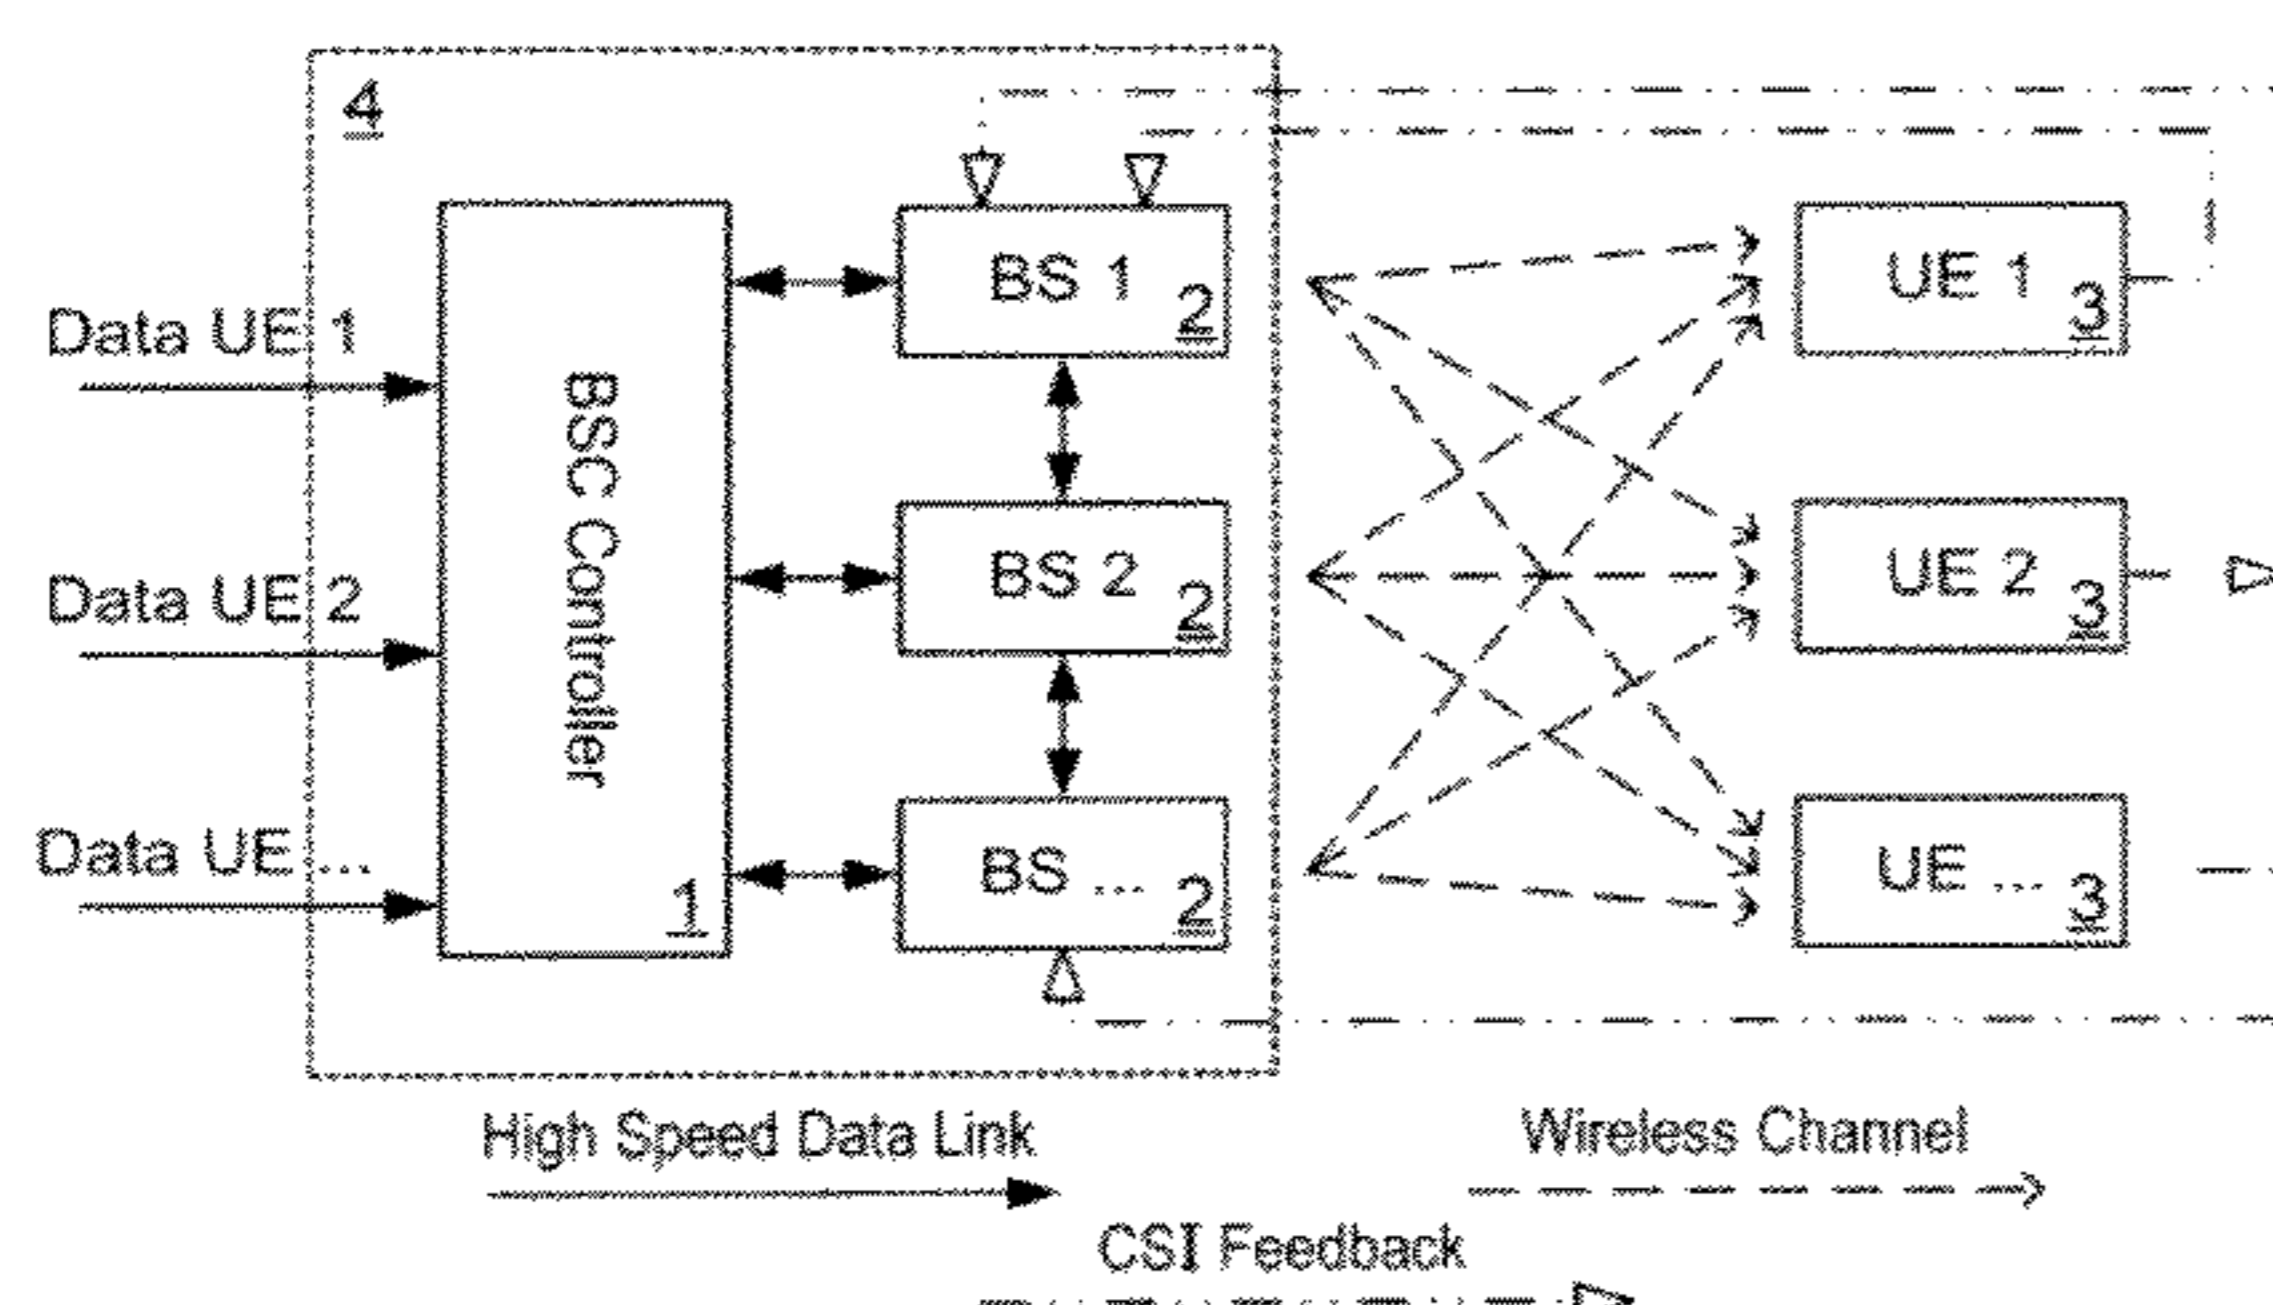 4
Data UE 1
Data UE 2
Data UE ...
BSC Controller
1
BS 1
2
BS 2
2
BS ...
2
UE 1
3
UE 2
3
UE ...
3
High Speed Data Link
Wireless Channel
CSI Feedback